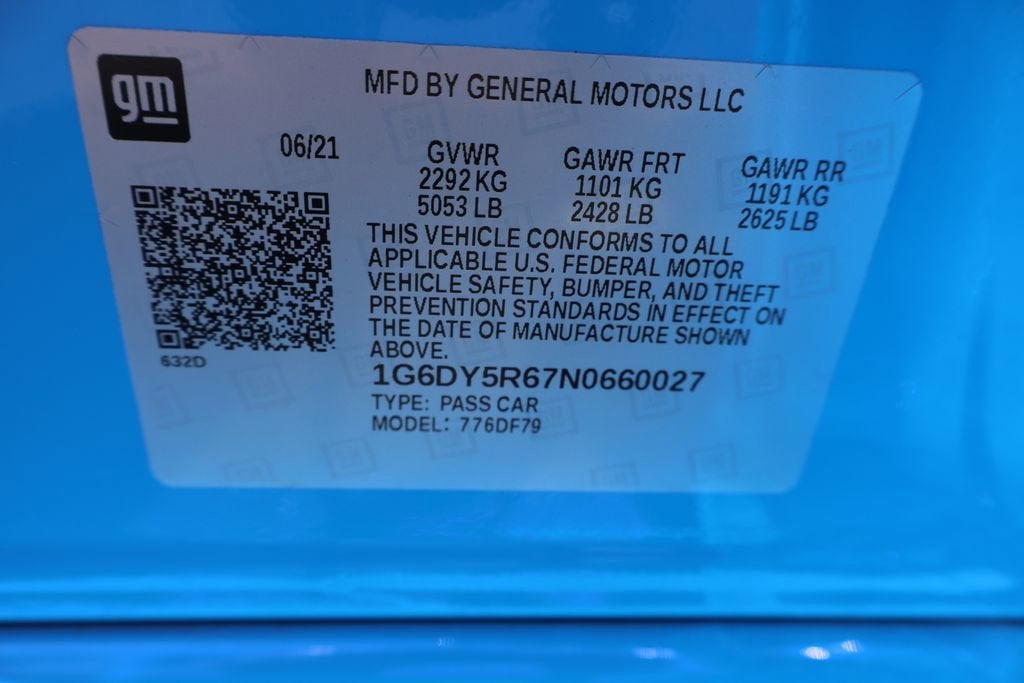 gm
MFD BY GENERAL MOTORS LLC
06/21 GVWR GAWR FRT GAWR RR
2292 KG 1101 KG 1191 KG
5053 LB 2428 LB 2625 LB
THIS VEHICLE CONFORMS TO ALL
APPLICABLE U.S. FEDERAL MOTOR
VEHICLE SAFETY, BUMPER, AND THEFT
PREVENTION STANDARDS IN EFFECT ON
THE DATE OF MANUFACTURE SHOWN
ABOVE.
632D
1G6DY5R67N0660027
TYPE: PASS CAR
MODEL: 776DF79